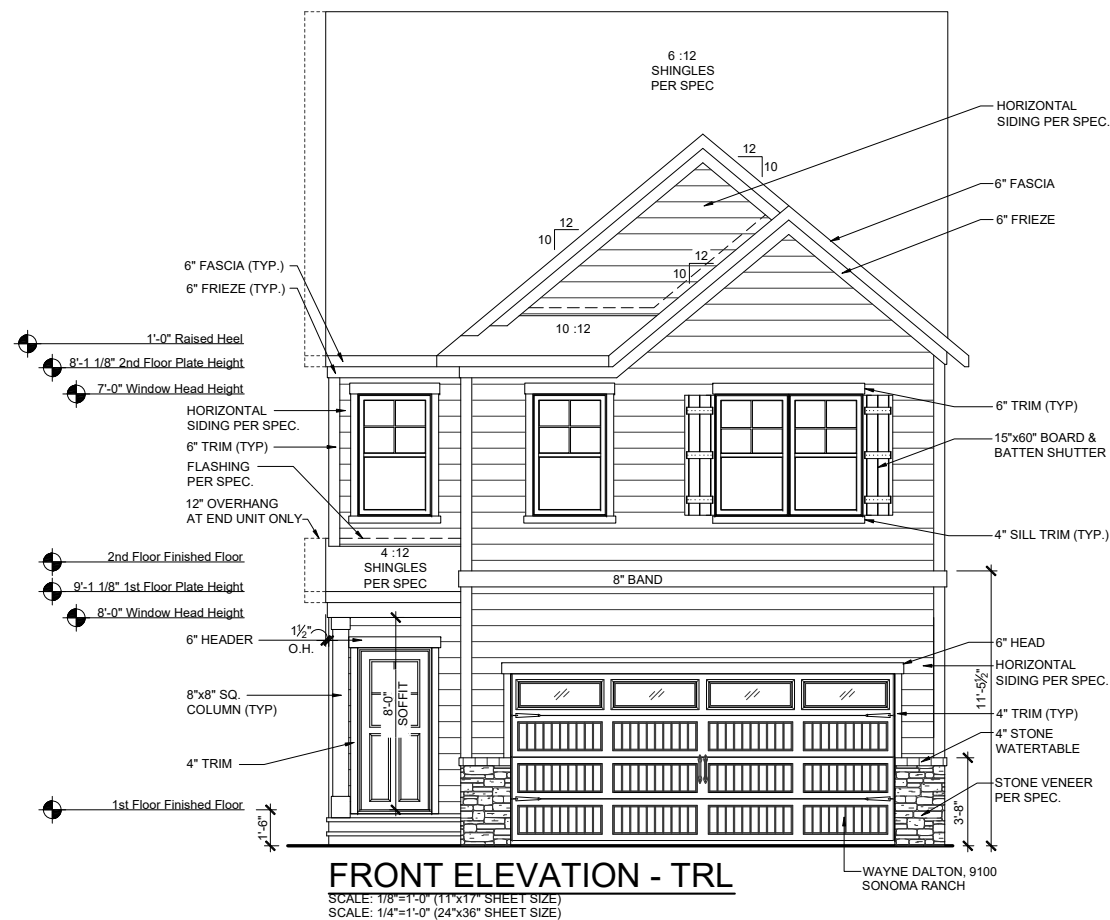 6 :12
SHINGLES
PER SPEC
HORIZONTAL
SIDING PER SPEC.
12
10
6" FASCIA
6" FRIEZE
12
10
12
10
6" FASCIA (TYP.)
6" FRIEZE (TYP.)
10 :12
1'-0" Raised Heel
8'-1 1/8" 2nd Floor Plate Height
7'-0" Window Head Height
HORIZONTAL
SIDING PER SPEC.
6" TRIM (TYP)
FLASHING
PER SPEC.
12" OVERHANG
AT END UNIT ONLY
6" TRIM (TYP)
15"x60" BOARD &
BATTEN SHUTTER
4" SILL TRIM (TYP.)
2nd Floor Finished Floor
4 :12
SHINGLES
PER SPEC
8" BAND
9'-1 1/8" 1st Floor Plate Height
8'-0" Window Head Height
6" HEADER
1½"
O.H.
8"x8" SQ.
COLUMN (TYP)
8'-0"
SOFFIT
4" TRIM
6" HEAD
HORIZONTAL
SIDING PER SPEC.
11'-5½"
4" TRIM (TYP)
4" STONE
WATERTABLE
STONE VENEER
PER SPEC.
3'-8"
1st Floor Finished Floor
1'-6"
WAYNE DALTON, 9100
SONOMA RANCH
FRONT ELEVATION - TRL
SCALE: 1/8"=1'-0" (11"x17" SHEET SIZE)
SCALE: 1/4"=1'-0" (24"x36" SHEET SIZE)